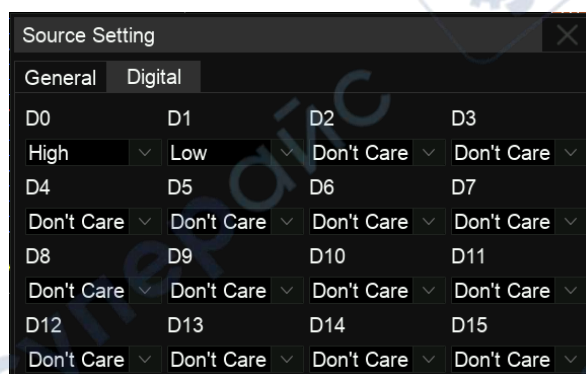 Source Setting
General Digital
D0 D1 D2 D3
High Low Don't Care Don't Care
D4 D5 D6 D7
Don't Care Don't Care Don't Care Don't Care
D8 D9 D10 D11
Don't Care Don't Care Don't Care Don't Care
D12 D13 D14 D15
Don't Care Don't Care Don't Care Don't Care
суперайс